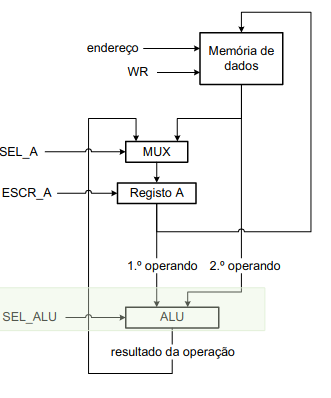 endereço
Memória de
dados
WR
SEL_A
MUX
ESCR_A
Registo A
1.º operando
2.º operando
SEL_ALU
ALU
resultado da operação